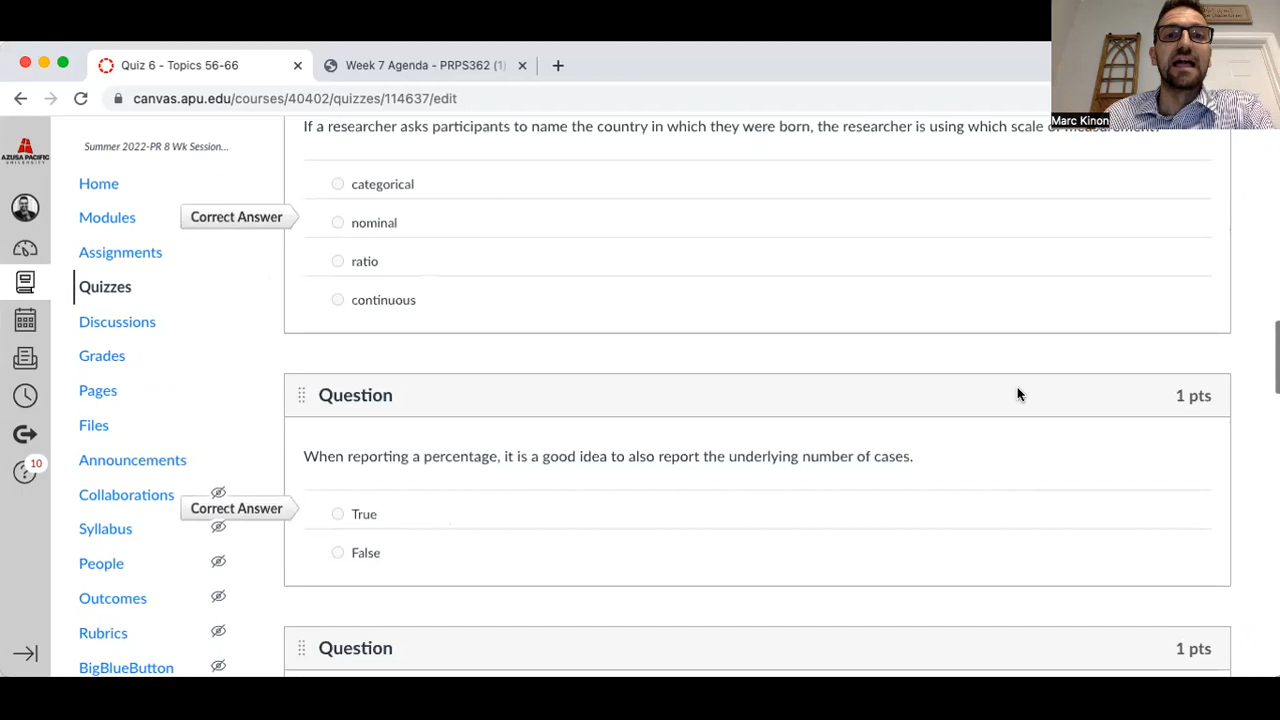 Quiz 6 - Topics 56-66
Week 7 Agenda - PRPS362 (1)
canvas.apu.edu/courses/40402/quizzes/114637/edit
Marc Kinon
AZUSA PACIFIC
UNIVERSITY
Summer 2022-PR 8 Wk Session...
Home
Modules
Assignments
Quizzes
Discussions
Grades
Pages
Files
Announcements
Collaborations
Syllabus
People
Outcomes
Rubrics
BigBlueButton
10
If a researcher asks participants to name the country in which they were born, the researcher is using which scale of
categorical
Correct Answer
nominal
ratio
continuous
Question
1 pts
When reporting a percentage, it is a good idea to also report the underlying number of cases.
Correct Answer
True
False
Question
1 pts